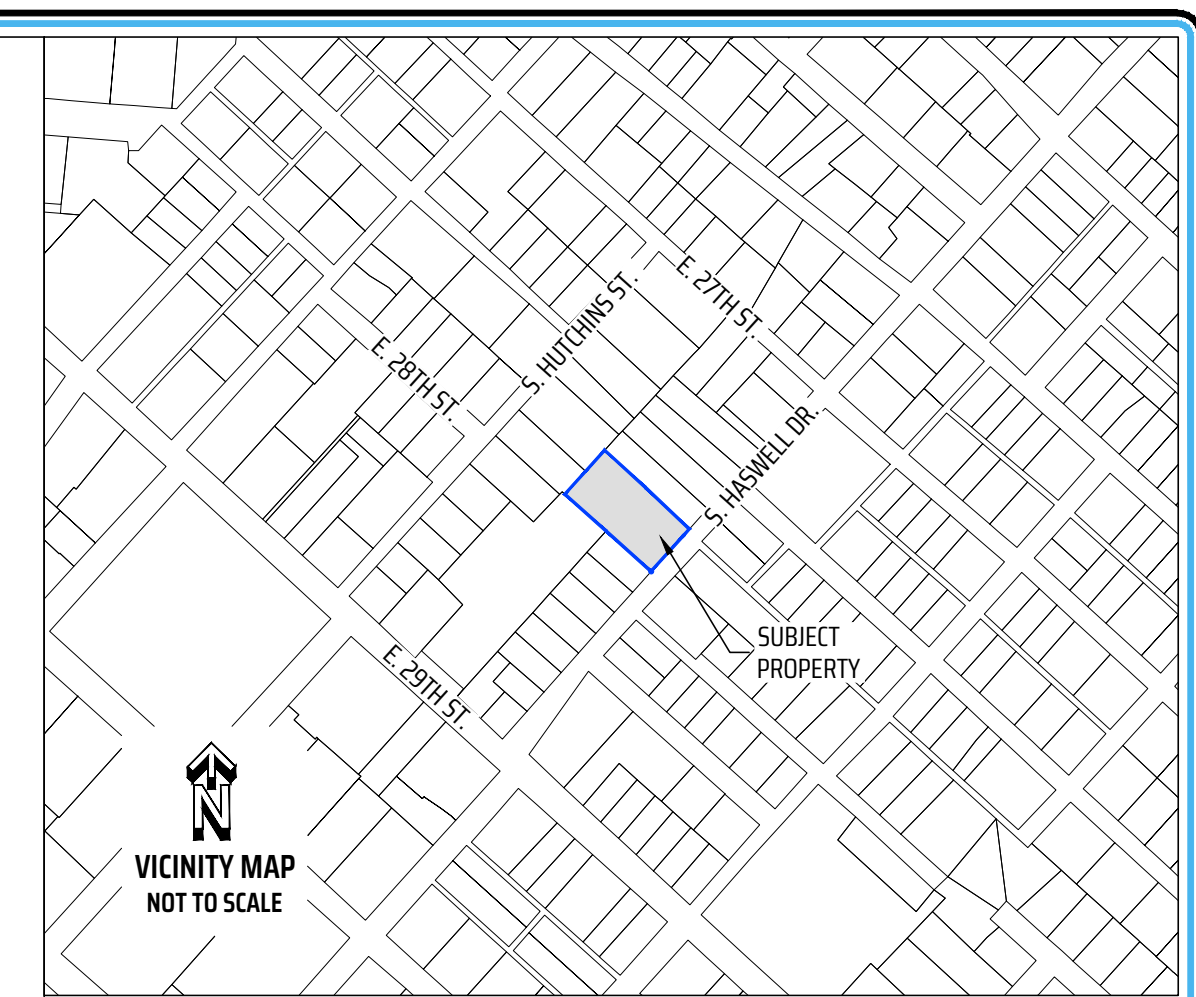 E. 27TH ST.
S. HUTCHINS ST.
E. 28TH ST.
S. HASWELL DR.
SUBJECT
PROPERTY
E. 29TH ST.
N
VICINITY MAP
NOT TO SCALE